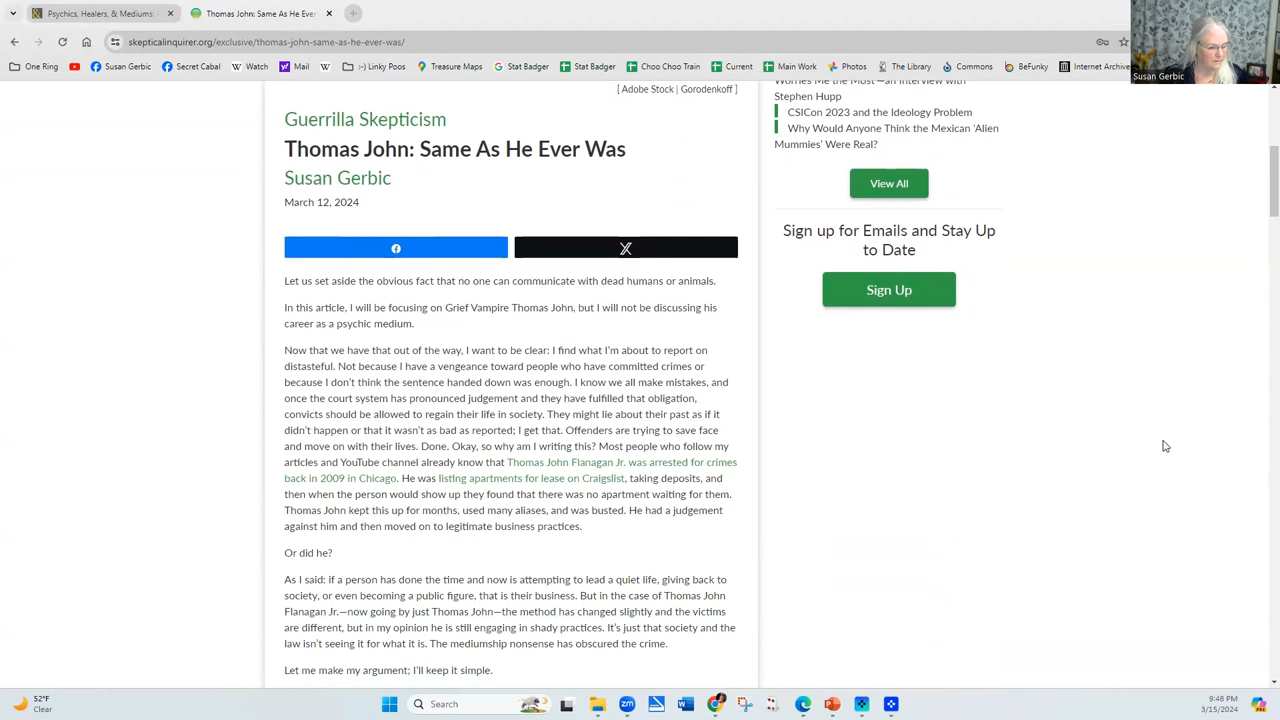 Psychics, Healers, & Mediums:
Thomas John: Same As He Ever
skepticalinquirer.org/exclusive/thomas-john-same-as-he-ever-was/
One Ring
Susan Gerbic
Secret Cabal
Watch
Mail
(:-) Linky Poos
Treasure Maps
Stat Badger
Stat Badger
Choo Choo Train
Current
Main Work
Photos
The Library
Commons
BeFunky
Internet Archive
Susan Gerbic
[ Adobe Stock | Gorodenkoff ]
Guerrilla Skepticism
Thomas John: Same As He Ever Was
Susan Gerbic
March 12, 2024
Let us set aside the obvious fact that no one can communicate with dead humans or animals.
In this article, I will be focusing on Grief Vampire Thomas John, but I will not be discussing his
career as a psychic medium.
Now that we have that out of the way, I want to be clear: I find what I'm about to report on
distasteful. Not because I have a vengeance toward people who have committed crimes or
because I don't think the sentence handed down was enough. I know we all make mistakes, and
once the court system has pronounced judgement and they have fulfilled that obligation,
convicts should be allowed to regain their life in society. They might lie about their past as if it
didn't happen or that it wasn't as bad as reported; I get that. Offenders are trying to save face
and move on with their lives. Done. Okay, so why am I writing this? Most people who follow my
articles and YouTube channel already know that Thomas John Flanagan Jr. was arrested for crimes
back in 2009 in Chicago. He was listing apartments for lease on Craigslist, taking deposits, and
then when the person would show up they found that there was no apartment waiting for them.
Thomas John kept this up for months, used many aliases, and was busted. He had a judgement
against him and then moved on to legitimate business practices.
Or did he?
As I said: if a person has done the time and now is attempting to lead a quiet life, giving back to
society, or even becoming a public figure, that is their business. But in the case of Thomas John
Flanagan Jr.—now going by just Thomas John—the method has changed slightly and the victims
are different, but in my opinion he is still engaging in shady practices. It's just that society and the
law isn't seeing it for what it is. The mediumship nonsense has obscured the crime.
Let me make my argument; I'll keep it simple.
Worries Me the Most—an Interview with
Stephen Hupp
CSICon 2023 and the Ideology Problem
Why Would Anyone Think the Mexican 'Alien
Mummies' Were Real?
View All
Sign up for Emails and Stay Up
to Date
Sign Up
52°F
Clear
Search
9:48 PM
3/15/2024